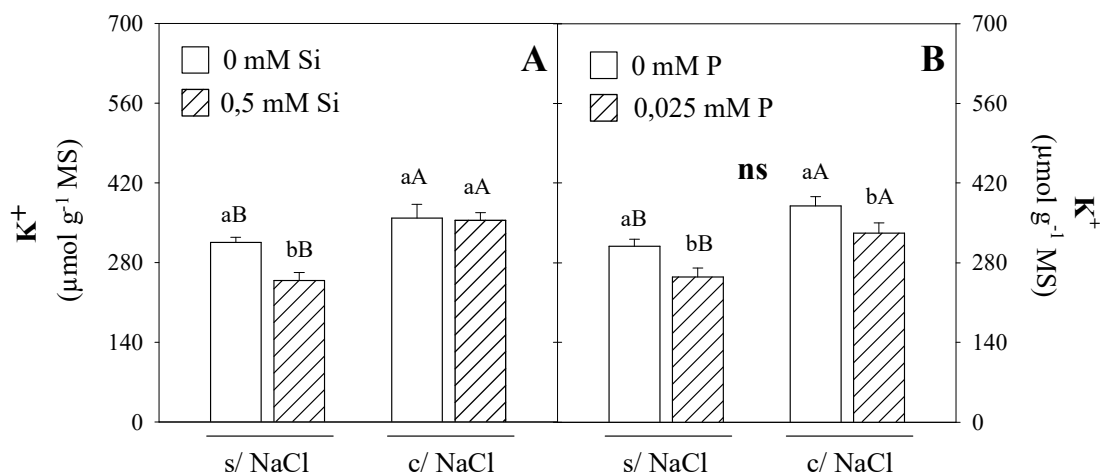 700
560
420
280
140
0
K⁺
(μmol g⁻¹ MS)
0 mM Si
0,5 mM Si
A
aB
bB
aA
aA
s/ NaCl
c/ NaCl
0 mM P
0,025 mM P
B
ns
aB
bB
aA
bA
s/ NaCl
c/ NaCl
700
560
420
280
140
0
K⁺
(μmol g⁻¹ MS)